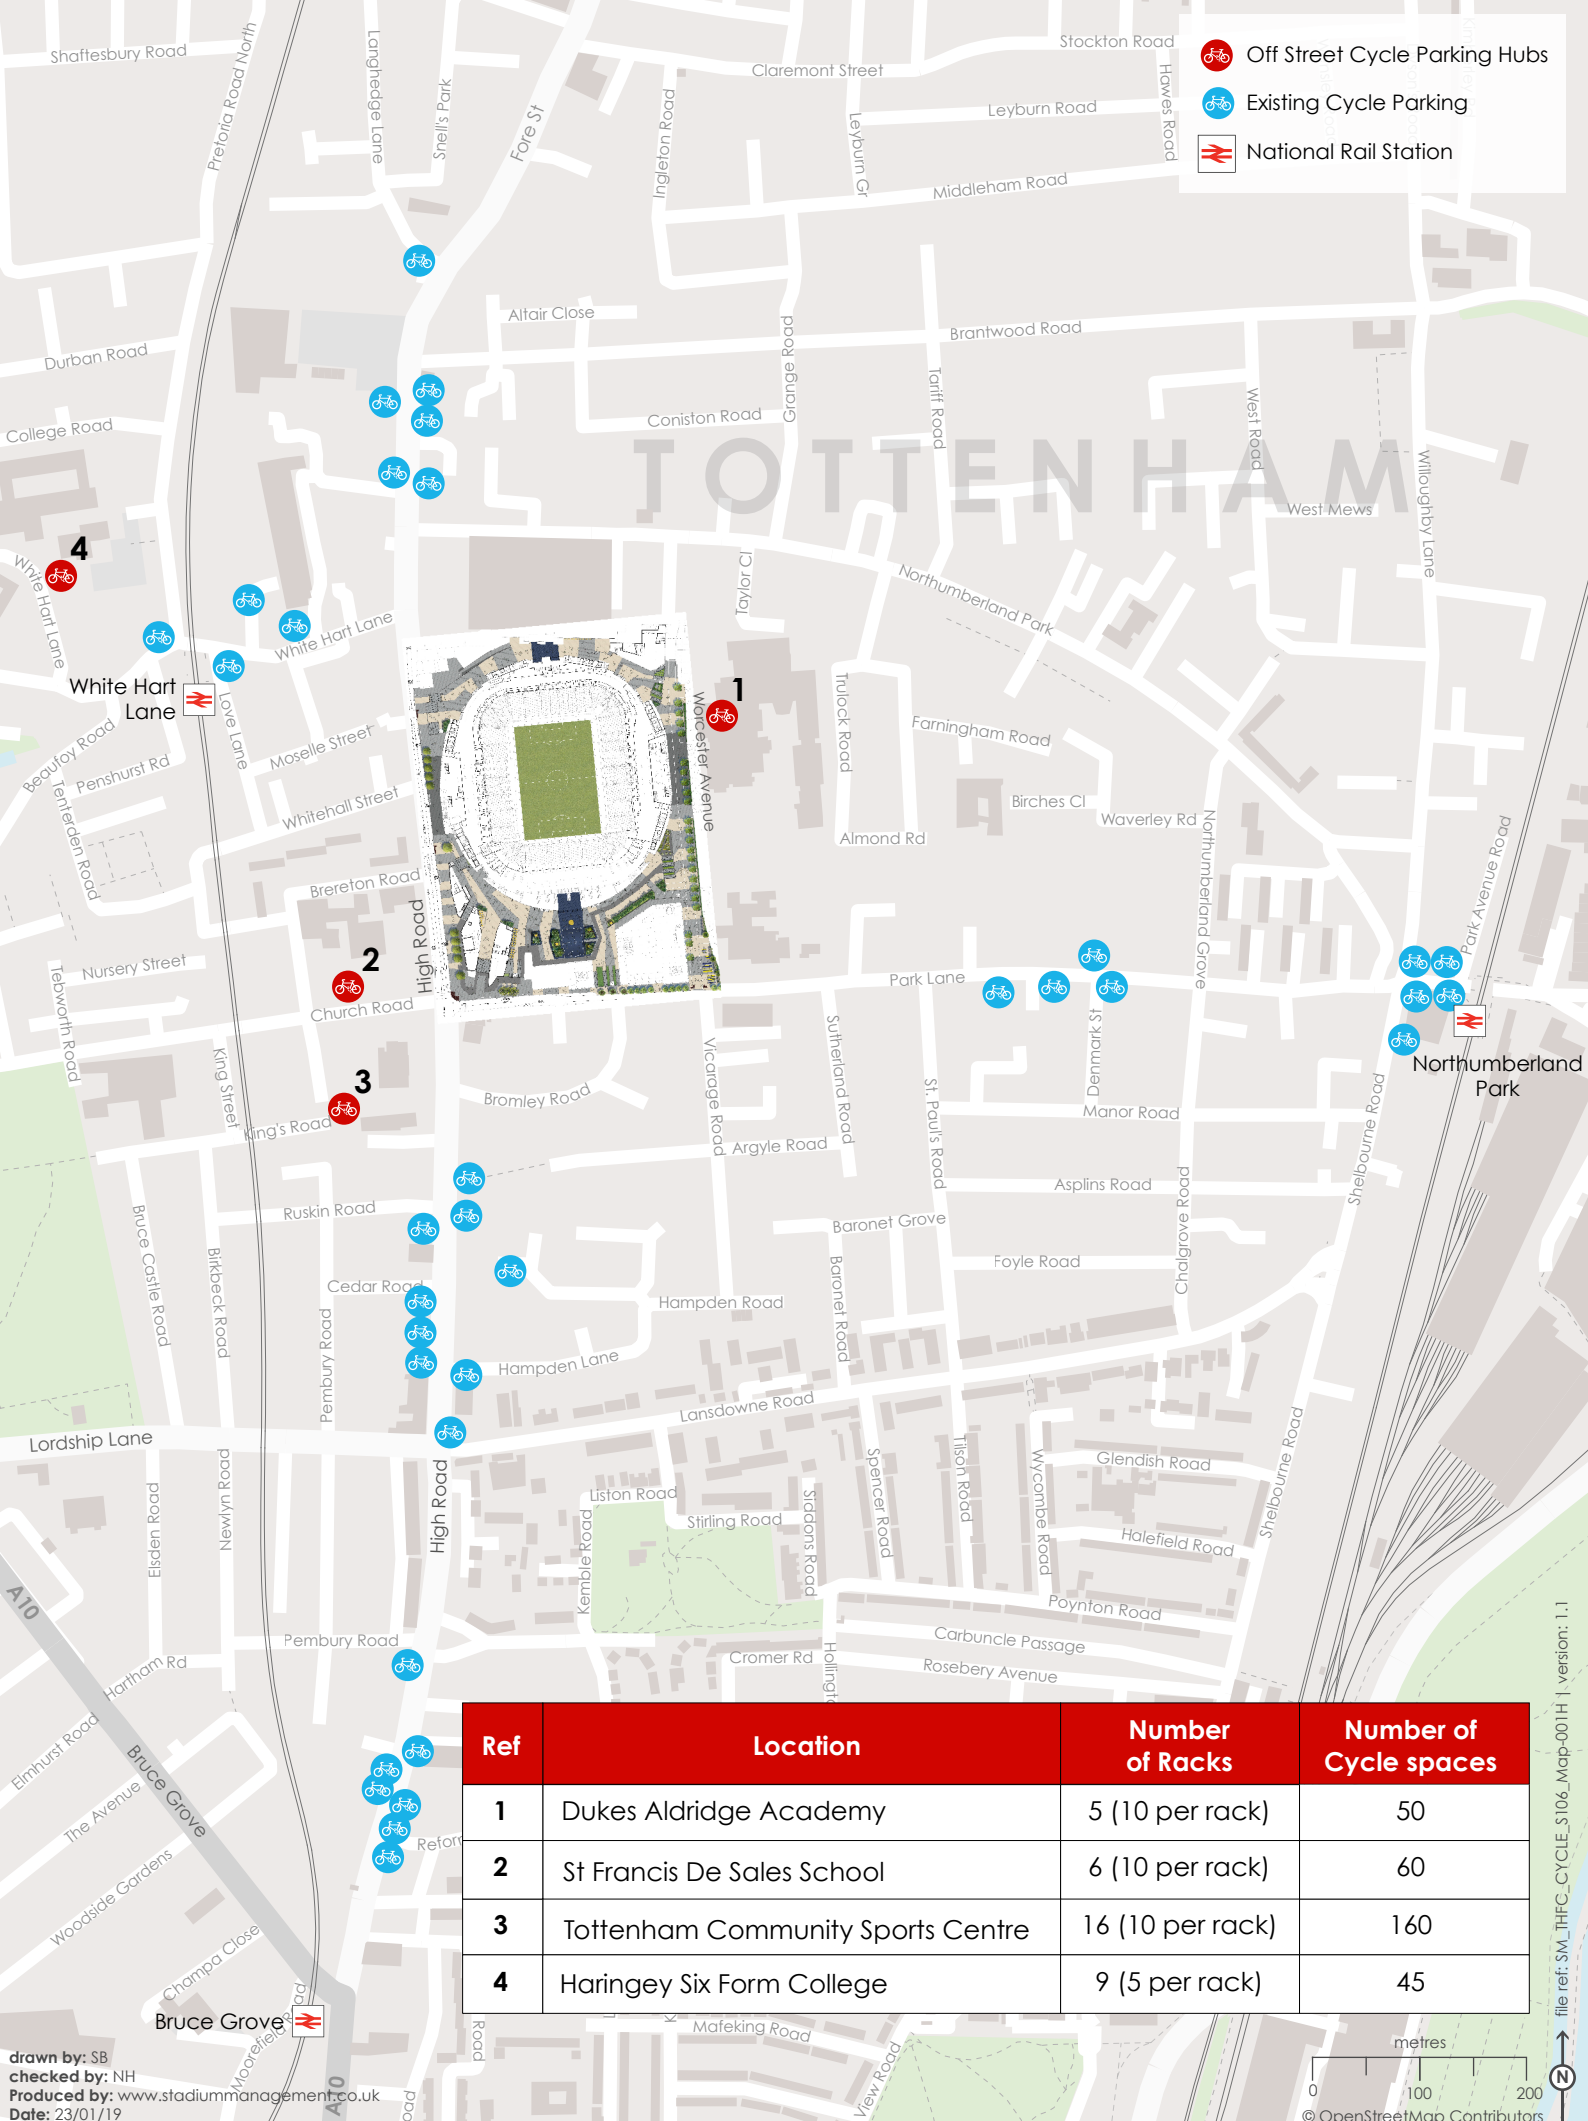 Off Street Cycle Parking Hubs
Existing Cycle Parking
National Rail Station
Shaftesbury Road
Pretoria Road North
Langhedge Lane
Snell's Park
Fore St
Ingleton Road
Claremont Street
Stockton Road
Hawes Road
Leyburn Road
Leyburn Gr
Middleham Road
Altair Close
Brantwood Road
Durban Road
Grange Road
Tariff Road
West Road
College Road
Coniston Road
TOTTENHAM
Willoughby Lane
West Mews
4
White Hart Lane
White Hart Lane
Taylor Cl
Northumberland Park
White Hart
Lane
Love Lane
Worcester Avenue
1
Trulock Road
Farningham Road
Beaufoy Road
Penshurst Rd
Moselle Street
Tenterden Road
Whitehall Street
Birches Cl
Waverley Rd
Almond Rd
Northumberland Grove
Park Avenue Road
Brereton Road
High Road
2
Nursery Street
Tebworth Road
Church Road
Park Lane
Denmark St
Northumberland
Park
King Street
3
King's Road
Bromley Road
Vicarage Road
Sutherland Road
St. Paul's Road
Manor Road
Shelbourne Road
Argyle Road
Asplins Road
Chalgrove Road
Bruce Castle Road
Birkbeck Road
Ruskin Road
Baronet Grove
Baronet Road
Foyle Road
Cedar Road
Pembury Road
Hampden Road
Hampden Lane
Lansdowne Road
Lordship Lane
High Road
Elsden Road
Newlyn Road
Liston Road
Stirling Road
Kemble Road
Siddons Road
Spencer Road
Tilson Road
Wycombe Road
Glendish Road
Shelbourne Road
Halefield Road
Poynton Road
Carbuncle Passage
Rosebery Avenue
A10
Pembury Road
Hartham Rd
Cromer Rd
Elmhurst Road
Bruce Grove
The Avenue
Woodside Gardens
Champa Close
Moorefield Road
Bruce Grove
A10
Ref Location Number of Racks Number of Cycle spaces
1 Dukes Aldridge Academy 5 (10 per rack) 50
2 St Francis De Sales School 6 (10 per rack) 60
3 Tottenham Community Sports Centre 16 (10 per rack) 160
4 Haringey Six Form College 9 (5 per rack) 45
Road
Mafeking Road
View Road
metres
0 100 200
N
© OpenStreetMap Contributors
file ref: SM_THFC_CYCLE_S106_Map-001H | version: 1.1
drawn by: SB
checked by: NH
Produced by: www.stadiummanagement.co.uk
Date: 23/01/19